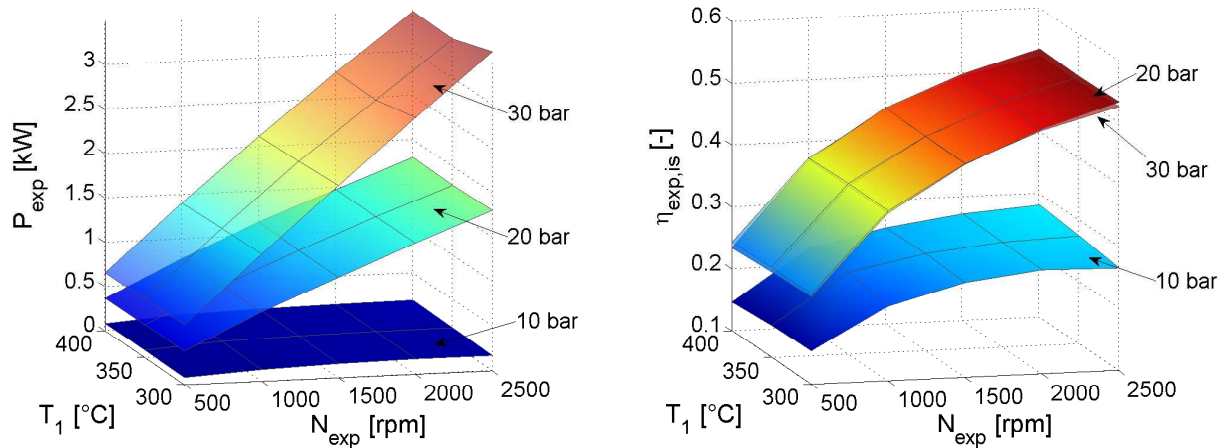 P_exp [kW]
3
2.5
2
1.5
1
0.5
0
400
350
300
T_1 [°C]
500
1000
1500
2000
2500
N_exp [rpm]
30 bar
20 bar
10 bar
η_exp,is [-]
0.6
0.5
0.4
0.3
0.2
0.1
400
350
300
T_1 [°C]
500
1000
1500
2000
2500
N_exp [rpm]
20 bar
30 bar
10 bar